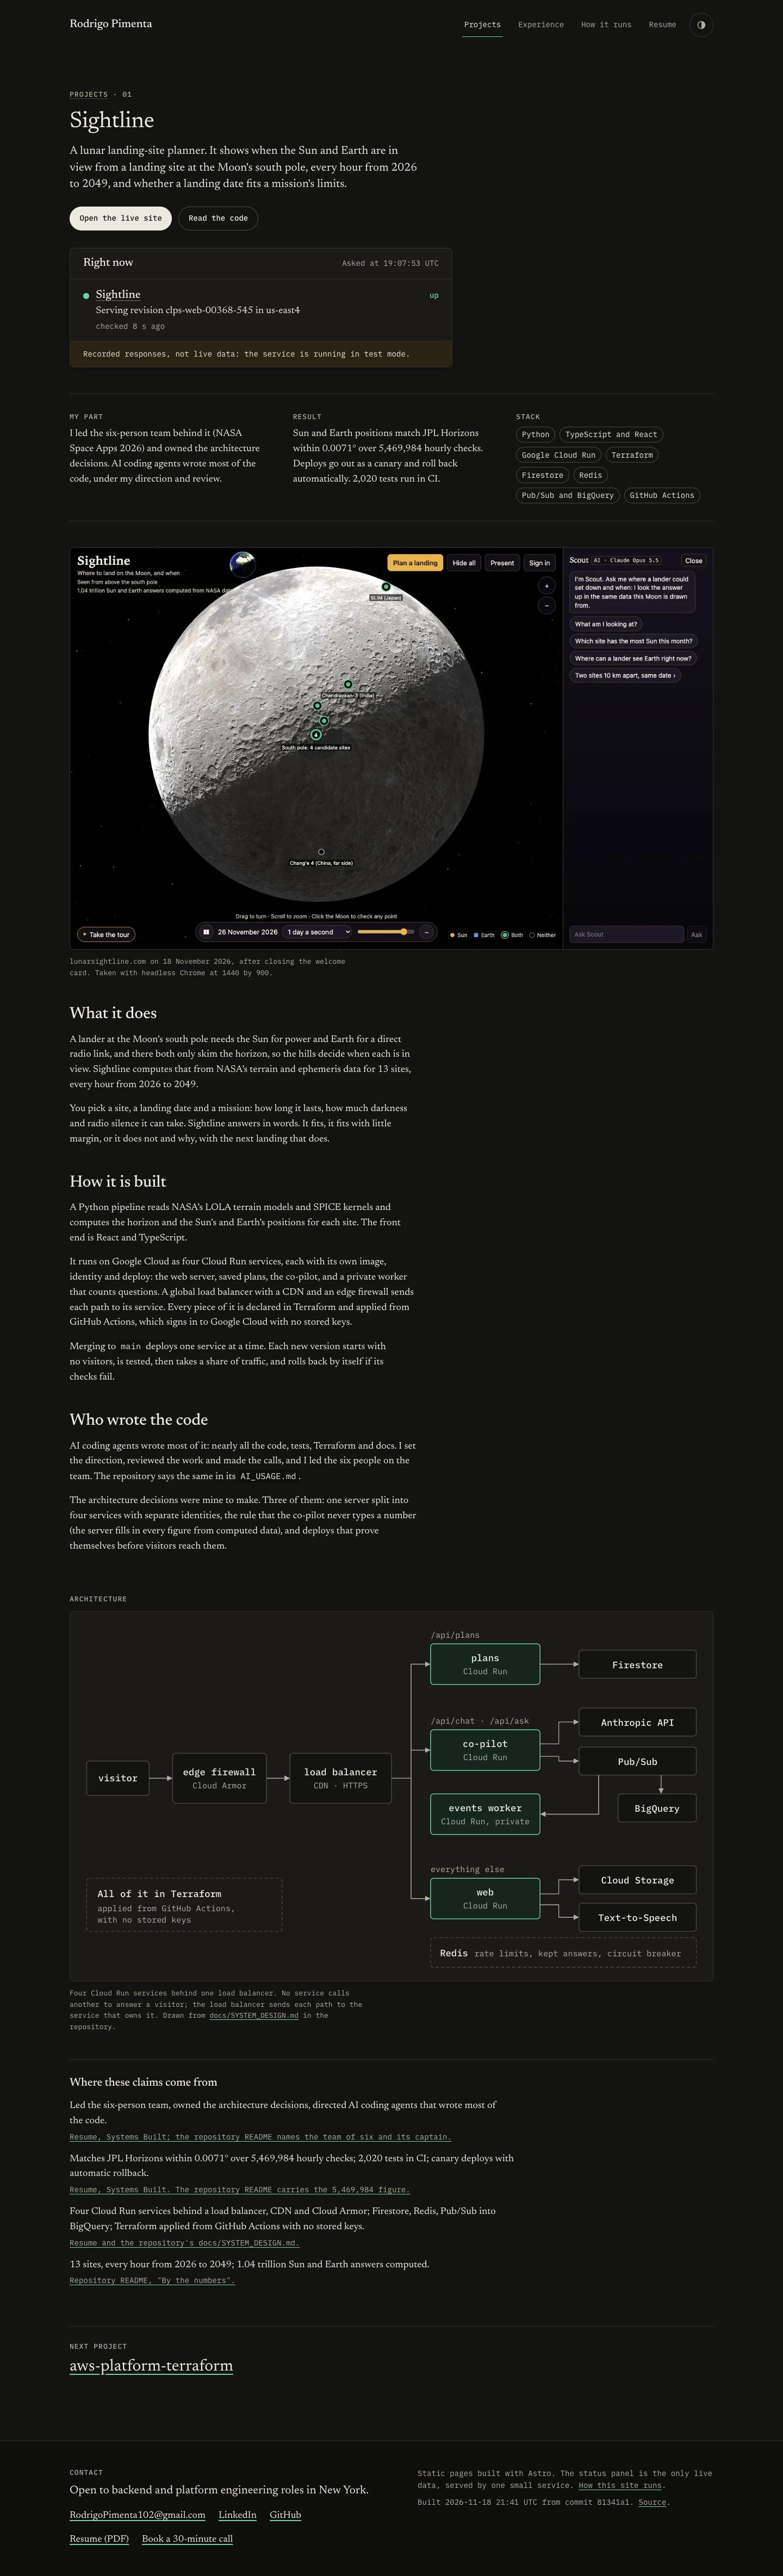 Rodrigo Pimenta
Projects
Experience
How it runs
Resume
PROJECTS · 01
Sightline
A lunar landing-site planner. It shows when the Sun and Earth are in
view from a landing site at the Moon's south pole, every hour from 2026
to 2049, and whether a landing date fits a mission's limits.
Open the live site
Read the code
Right now
Asked at 19:07:53 UTC
Sightline
up
Serving revision clps-web-00368-545 in us-east4
checked 8 s ago
Recorded responses, not live data: the service is running in test mode.
MY PART
I led the six-person team behind it (NASA
Space Apps 2026) and owned the architecture
decisions. AI coding agents wrote most of the
code, under my direction and review.
RESULT
Sun and Earth positions match JPL Horizons
within 0.0071° over 5,469,984 hourly checks.
Deploys go out as a canary and roll back
automatically. 2,020 tests run in CI.
STACK
Python
TypeScript and React
Google Cloud Run
Terraform
Firestore
Redis
Pub/Sub and BigQuery
GitHub Actions
Sightline
Where to land on the Moon, and when
Seen from above the south pole
1.04 trillion Sun and Earth answers computed from NASA data
Plan a landing
Hide all
Present
Sign in
+
−
SLIM (Japan)
Chandrayaan-3 (India)
4
South pole: 4 candidate sites
Chang'e 4 (China, far side)
Drag to turn · Scroll to zoom · Click the Moon to check any point
Take the tour
26 November 2026
1 day a second
Sun
Earth
Both
Neither
Scout
AI · Claude Opus 5.5
Close
I'm Scout. Ask me where a lander could
set down and when: I look the answer
up in the same data this Moon is drawn
from.
What am I looking at?
Which site has the most Sun this month?
Where can a lander see Earth right now?
Two sites 10 km apart, same date ›
Ask Scout
Ask
lunarsightline.com on 18 November 2026, after closing the welcome
card. Taken with headless Chrome at 1440 by 900.
What it does
A lander at the Moon's south pole needs the Sun for power and Earth for a direct
radio link, and there both only skim the horizon, so the hills decide when each is in
view. Sightline computes that from NASA's terrain and ephemeris data for 13 sites,
every hour from 2026 to 2049.
You pick a site, a landing date and a mission: how long it lasts, how much darkness
and radio silence it can take. Sightline answers in words. It fits, it fits with little
margin, or it does not and why, with the next landing that does.
How it is built
A Python pipeline reads NASA's LOLA terrain models and SPICE kernels and
computes the horizon and the Sun's and Earth's positions for each site. The front
end is React and TypeScript.
It runs on Google Cloud as four Cloud Run services, each with its own image,
identity and deploy: the web server, saved plans, the co-pilot, and a private worker
that counts questions. A global load balancer with a CDN and an edge firewall sends
each path to its service. Every piece of it is declared in Terraform and applied from
GitHub Actions, which signs in to Google Cloud with no stored keys.
Merging to main deploys one service at a time. Each new version starts with
no visitors, is tested, then takes a share of traffic, and rolls back by itself if its
checks fail.
Who wrote the code
AI coding agents wrote most of it: nearly all the code, tests, Terraform and docs. I set
the direction, reviewed the work and made the calls, and I led the six people on the
team. The repository says the same in its AI_USAGE.md.
The architecture decisions were mine to make. Three of them: one server split into
four services with separate identities, the rule that the co-pilot never types a number
(the server fills in every figure from computed data), and deploys that prove
themselves before visitors reach them.
ARCHITECTURE
/api/plans
plans
Cloud Run
Firestore
/api/chat · /api/ask
co-pilot
Cloud Run
Anthropic API
Pub/Sub
visitor
edge firewall
Cloud Armor
load balancer
CDN · HTTPS
events worker
Cloud Run, private
BigQuery
everything else
web
Cloud Run
Cloud Storage
Text-to-Speech
All of it in Terraform
applied from GitHub Actions,
with no stored keys
Redis rate limits, kept answers, circuit breaker
Four Cloud Run services behind one load balancer. No service calls
another to answer a visitor; the load balancer sends each path to the
service that owns it. Drawn from docs/SYSTEM_DESIGN.md in the
repository.
Where these claims come from
Led the six-person team, owned the architecture decisions, directed AI coding agents that wrote most of
the code.
Resume, Systems Built; the repository README names the team of six and its captain.
Matches JPL Horizons within 0.0071° over 5,469,984 hourly checks; 2,020 tests in CI; canary deploys with
automatic rollback.
Resume, Systems Built. The repository README carries the 5,469,984 figure.
Four Cloud Run services behind a load balancer, CDN and Cloud Armor; Firestore, Redis, Pub/Sub into
BigQuery; Terraform applied from GitHub Actions with no stored keys.
Resume and the repository's docs/SYSTEM_DESIGN.md.
13 sites, every hour from 2026 to 2049; 1.04 trillion Sun and Earth answers computed.
Repository README, "By the numbers".
NEXT PROJECT
aws-platform-terraform
CONTACT
Open to backend and platform engineering roles in New York.
RodrigoPimenta102@gmail.com
LinkedIn
GitHub
Resume (PDF)
Book a 30-minute call
Static pages built with Astro. The status panel is the only live
data, served by one small service. How this site runs.
Built 2026-11-18 21:41 UTC from commit 81341a1. Source.